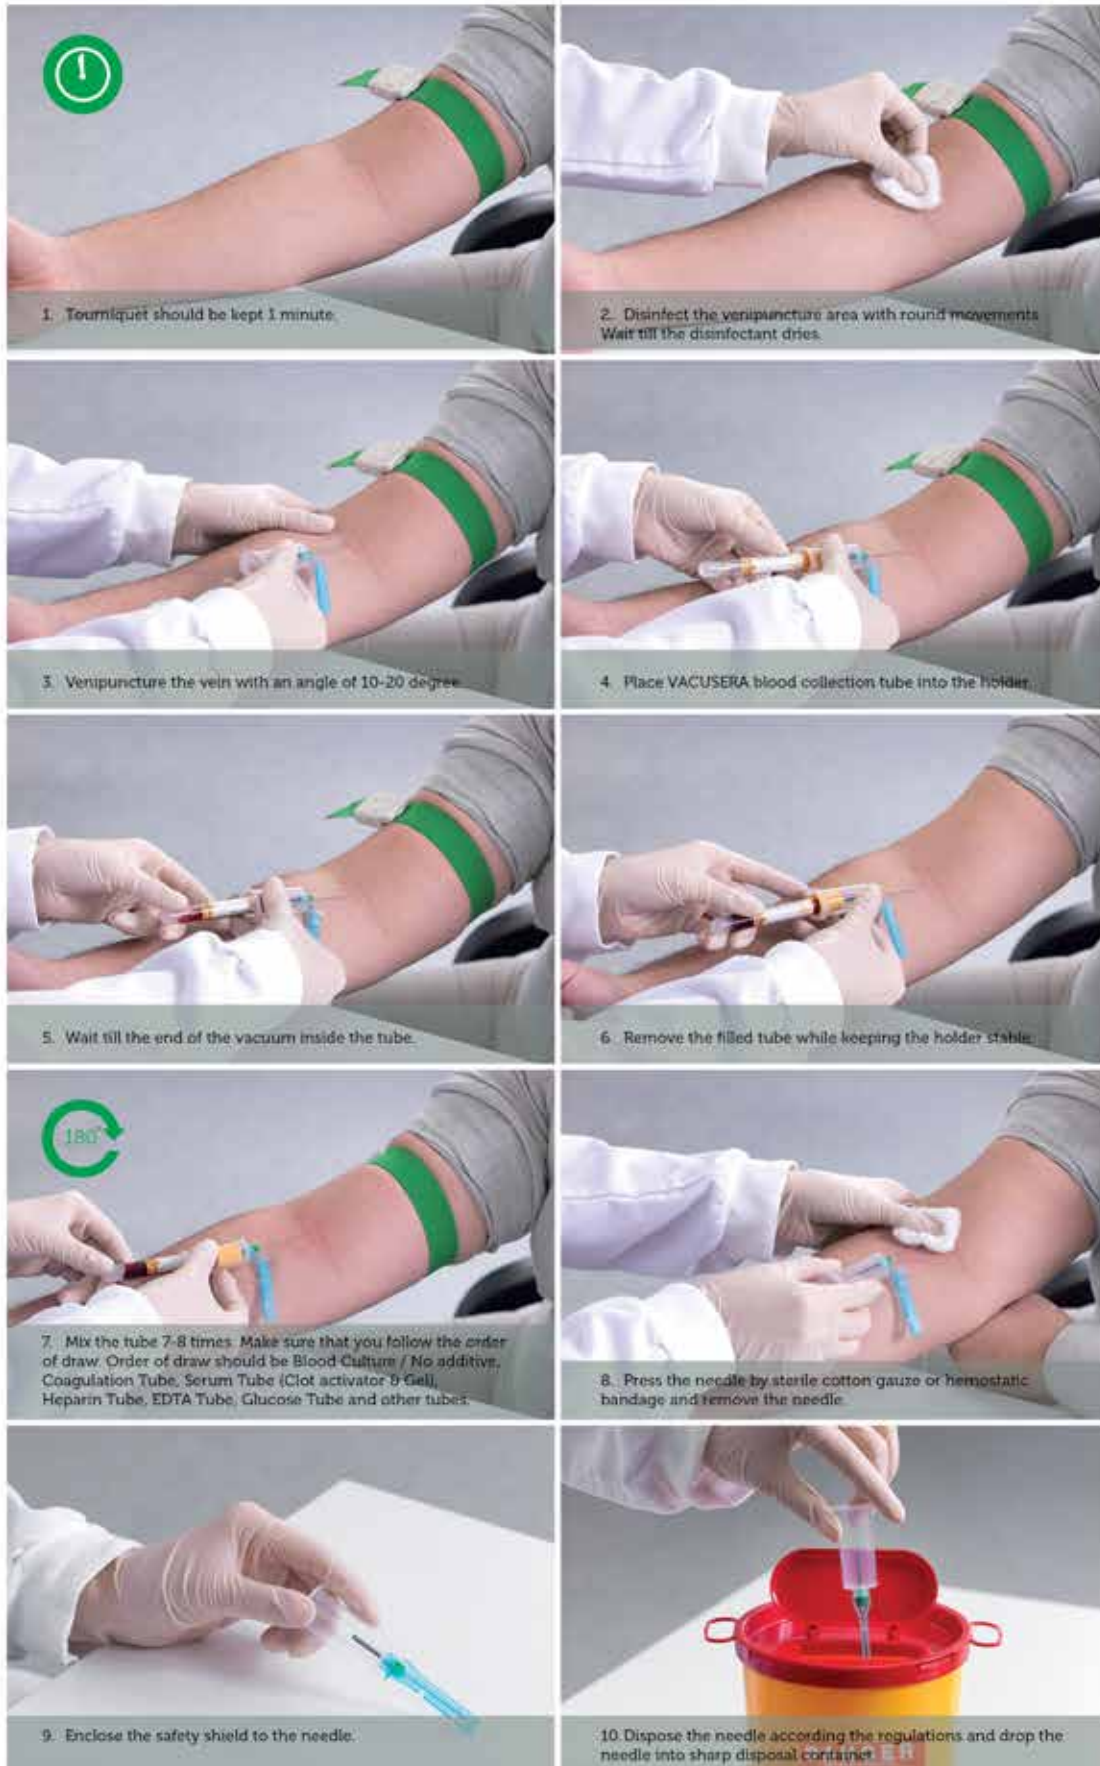 1. Tourniquet should be kept 1 minute.
2. Disinfect the venipuncture area with round movements
Wait till the disinfectant dries.
3. Venipuncture the vein with an angle of 10-20 degree
4. Place VACUSERA blood collection tube into the holder.
5. Wait till the end of the vacuum inside the tube.
6. Remove the filled tube while keeping the holder stable.
180°
7. Mix the tube 7-8 times. Make sure that you follow the order
of draw. Order of draw should be Blood Culture / No additive,
Coagulation Tube, Serum Tube (Clot activator & Gel),
Heparin Tube, EDTA Tube, Glucose Tube and other tubes.
8. Press the needle by sterile cotton gauze or hemostatic
bandage and remove the needle.
9. Enclose the safety shield to the needle.
10. Dispose the needle according the regulations and drop the
needle into sharp disposal container.
DANGER